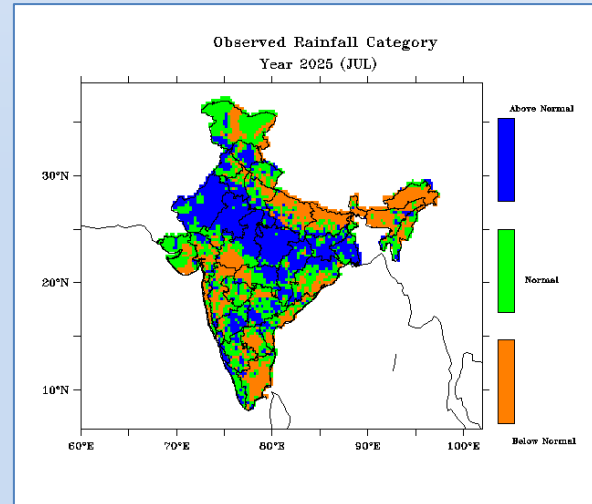 Observed Rainfall Category
Year 2025 (JUL)
Above Normal
30°N
Normal
20°N
10°N
Below Normal
60°E 70°E 80°E 90°E 100°E